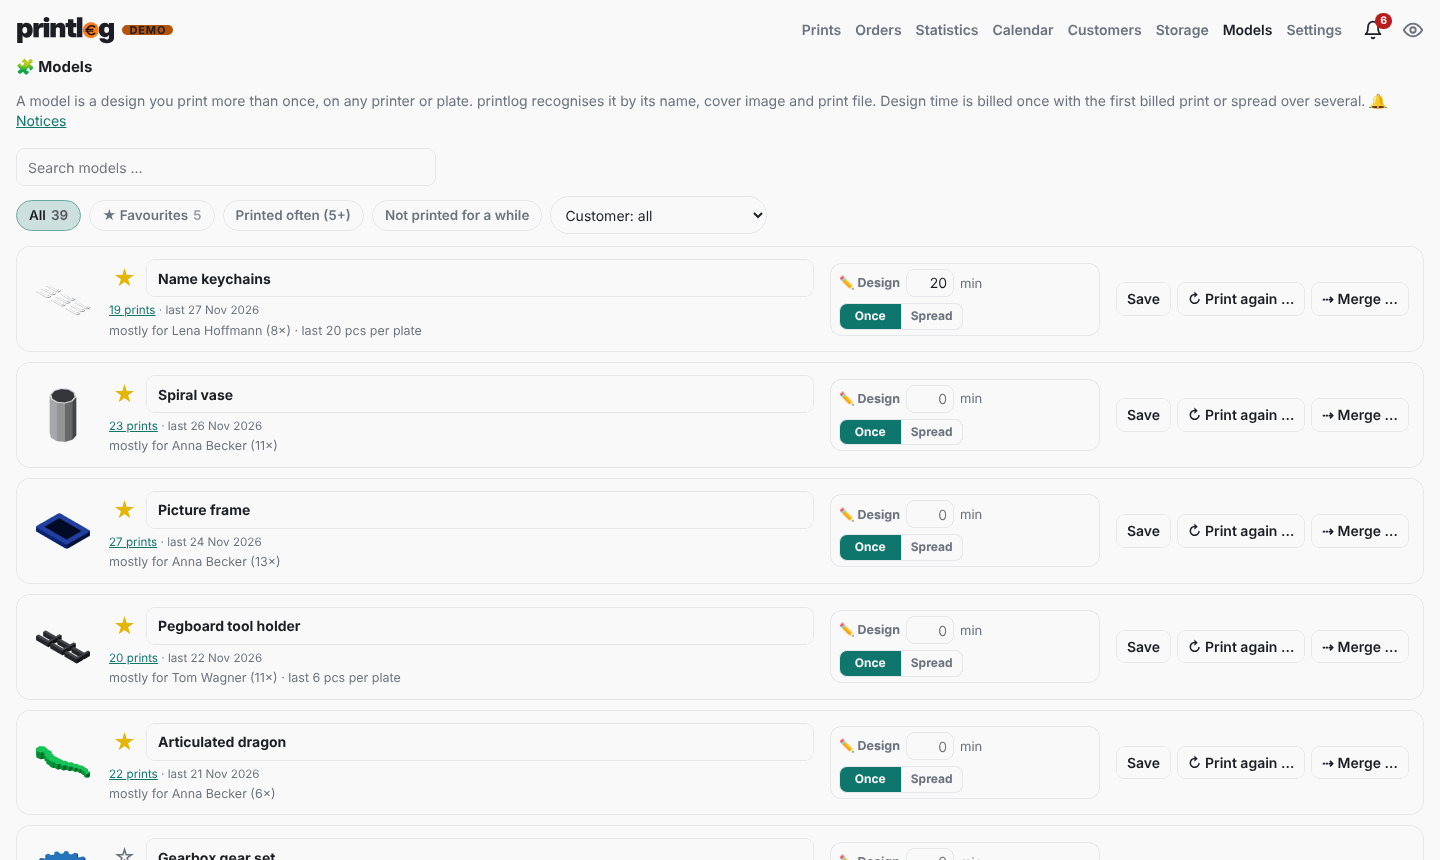 printl€g DEMO
Prints Orders Statistics Calendar Customers Storage Models Settings 6
🧩 Models
A model is a design you print more than once, on any printer or plate. printlog recognises it by its name, cover image and print file. Design time is billed once with the first billed print or spread over several. 🔔
Notices
Search models ...
All 39 ★ Favourites 5 Printed often (5+) Not printed for a while Customer: all
★ Name keychains
19 prints · last 27 Nov 2026
mostly for Lena Hoffmann (8×) · last 20 pcs per plate
✏️ Design 20 min
Once Spread
Save ↻ Print again ... ⇢ Merge ...
★ Spiral vase
23 prints · last 26 Nov 2026
mostly for Anna Becker (11×)
✏️ Design 0 min
Once Spread
Save ↻ Print again ... ⇢ Merge ...
★ Picture frame
27 prints · last 24 Nov 2026
mostly for Anna Becker (13×)
✏️ Design 0 min
Once Spread
Save ↻ Print again ... ⇢ Merge ...
★ Pegboard tool holder
20 prints · last 22 Nov 2026
mostly for Tom Wagner (11×) · last 6 pcs per plate
✏️ Design 0 min
Once Spread
Save ↻ Print again ... ⇢ Merge ...
★ Articulated dragon
22 prints · last 21 Nov 2026
mostly for Anna Becker (6×)
✏️ Design 0 min
Once Spread
Save ↻ Print again ... ⇢ Merge ...
☆ Gearbox gear set
✏️ Design 0 min